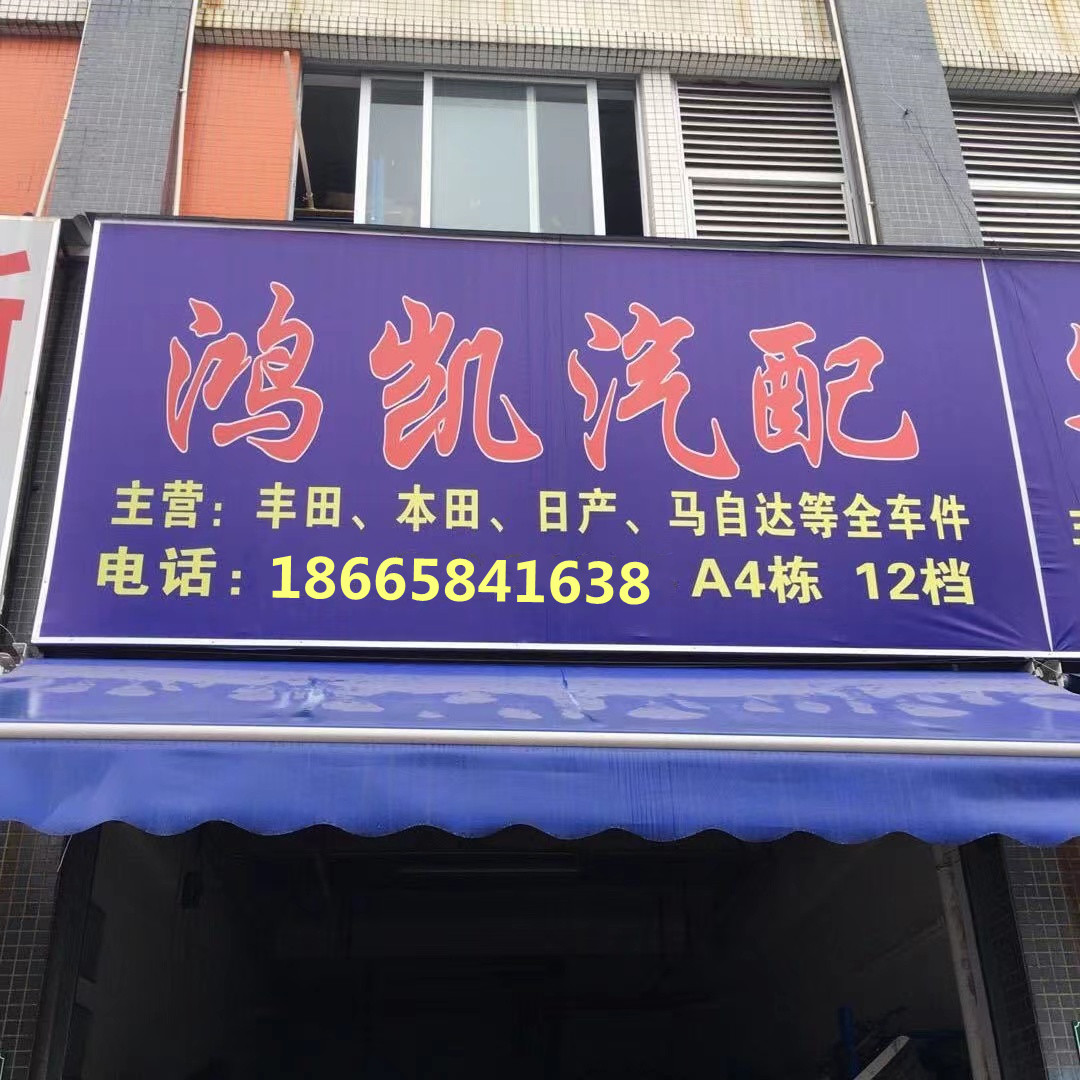 鸿凯汽配
主营：丰田、本田、日产、马自达等全车件
电话：18665841638 A4栋 12档